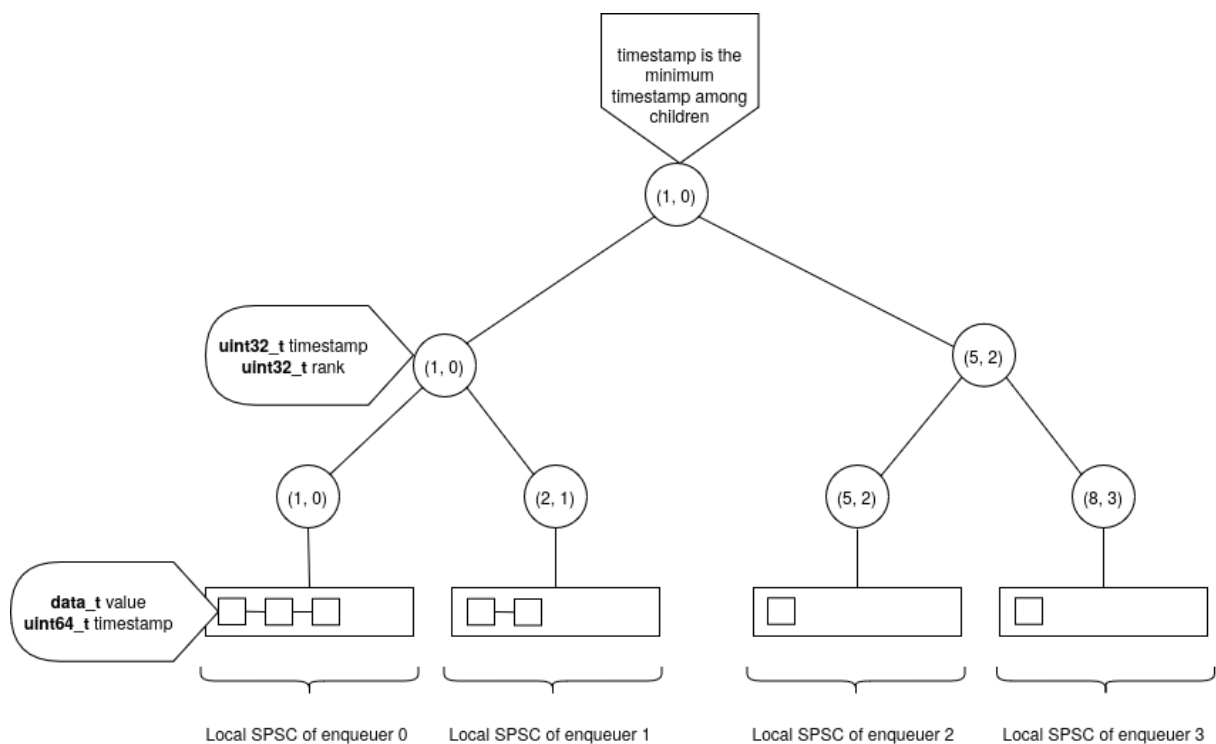 timestamp is the
minimum
timestamp among
children
(1, 0)
uint32_t timestamp
uint32_t rank
(1, 0)
(5, 2)
(1, 0)
(2, 1)
(5, 2)
(8, 3)
data_t value
uint64_t timestamp
Local SPSC of enqueuer 0
Local SPSC of enqueuer 1
Local SPSC of enqueuer 2
Local SPSC of enqueuer 3